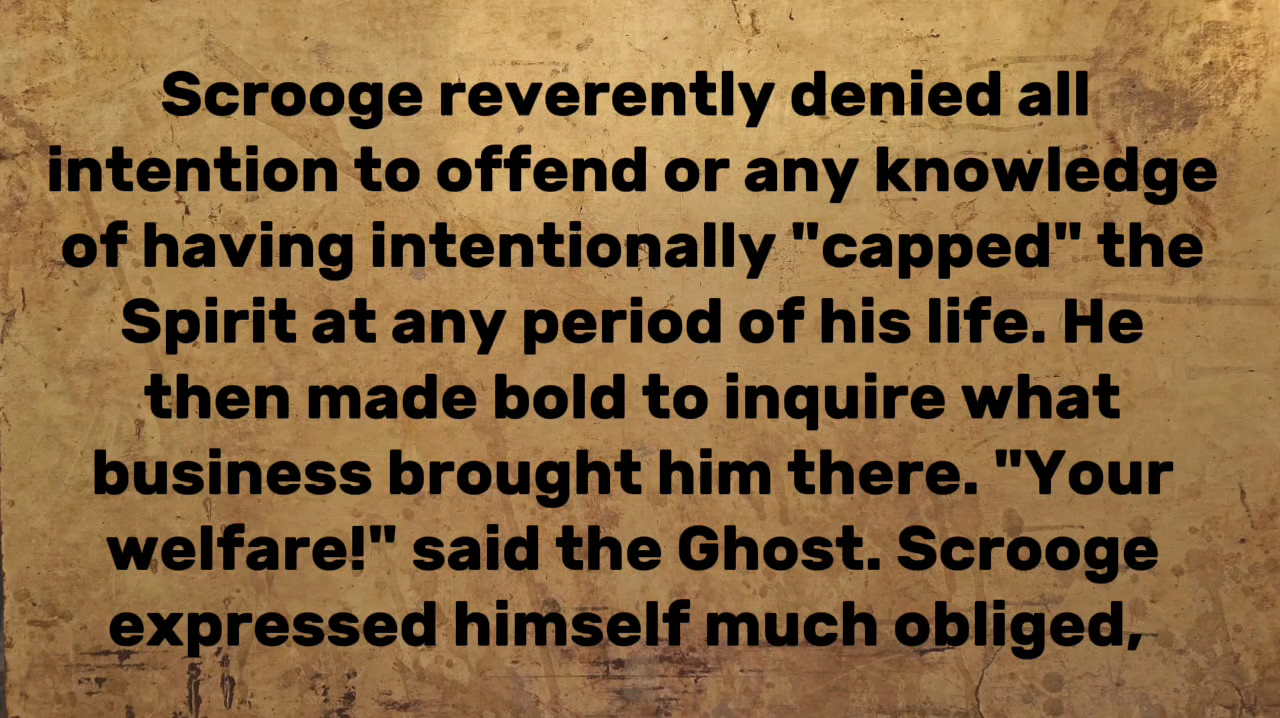 Scrooge reverently denied all
intention to offend or any knowledge
of having intentionally "capped" the
Spirit at any period of his life. He
then made bold to inquire what
business brought him there. "Your
welfare!" said the Ghost. Scrooge
expressed himself much obliged,